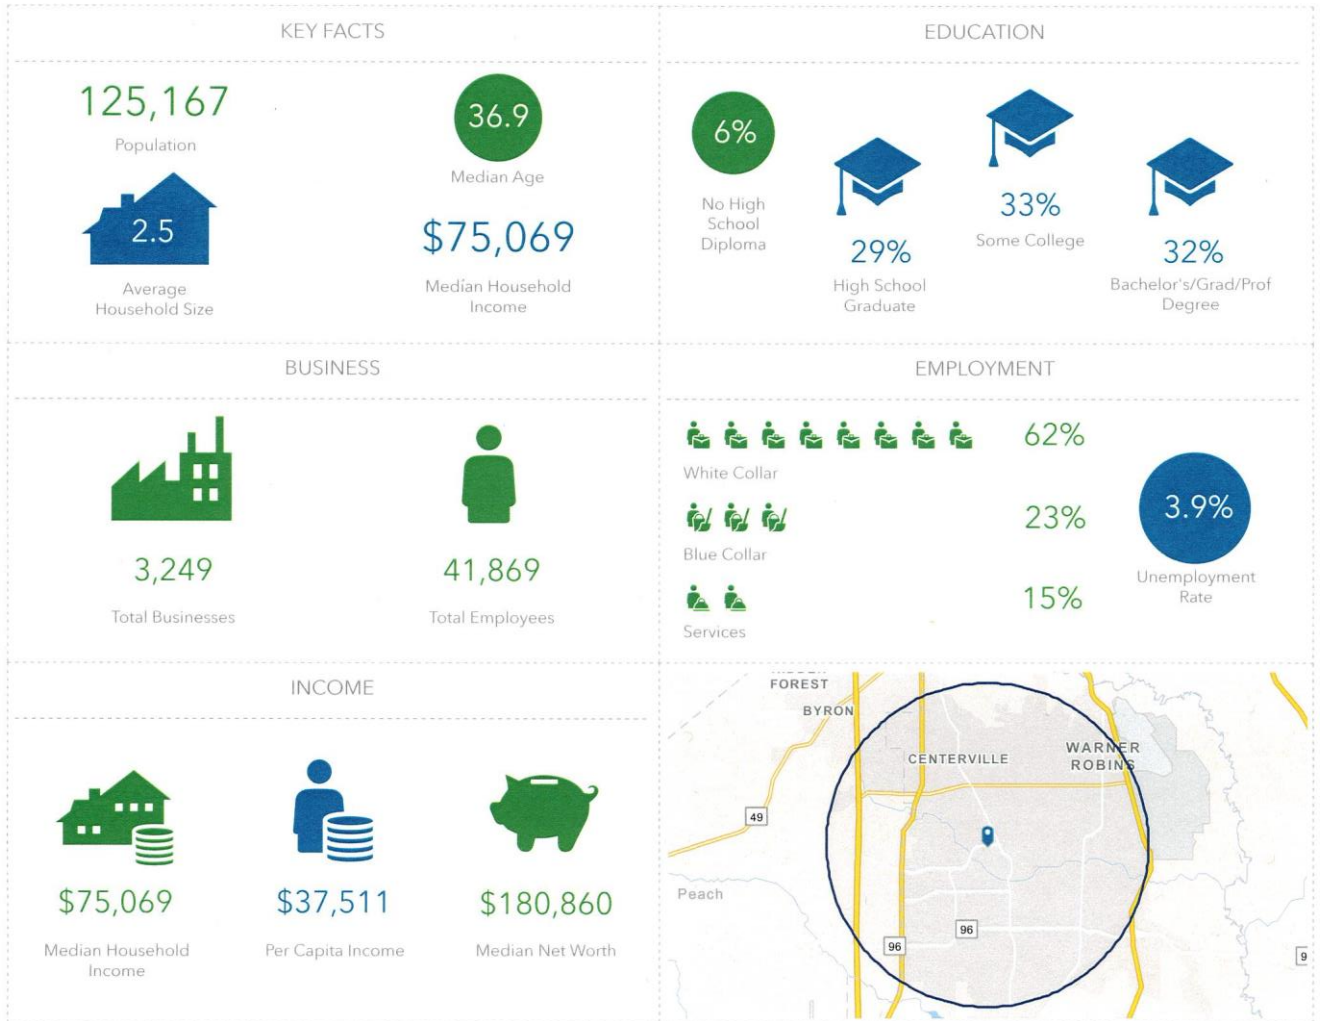 KEY FACTS
125,167
Population
36.9
Median Age
2.5
Average
Household Size
$75,069
Median Household
Income
EDUCATION
6%
No High
School
Diploma
29%
High School
Graduate
33%
Some College
32%
Bachelor's/Grad/Prof
Degree
BUSINESS
3,249
Total Businesses
41,869
Total Employees
EMPLOYMENT
62%
White Collar
23%
Blue Collar
15%
Services
3.9%
Unemployment
Rate
INCOME
$75,069
Median Household
Income
$37,511
Per Capita Income
$180,860
Median Net Worth
FOREST
BYRON
CENTERVILLE
WARNER
ROBINS
49
Peach
96
96
9